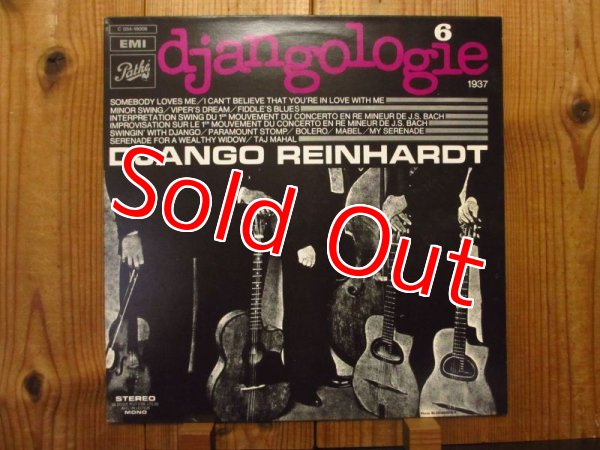 C 054-16006
EMI
Pathé
djangologie
6
1937
SOMEBODY LOVES ME / I CAN'T BELIEVE THAT YOU'RE IN LOVE WITH ME
MINOR SWING / VIPER'S DREAM / FIDDLE'S BLUES
INTERPRETATION SWING DU 1er MOUVEMENT DU CONCERTO EN RE MINEUR DE J.S. BACH
IMPROVISATION SUR LE 1er MOUVEMENT DU CONCERTO EN RE MINEUR DE J.S. BACH
SWINGIN' WITH DJANGO / PARAMOUNT STOMP / BOLERO / MABEL / MY SERENADE
SERENADE FOR A WEALTHY WIDOW / TAJ MAHAL
DJANGO REINHARDT
Sold Out
STEREO
MONO